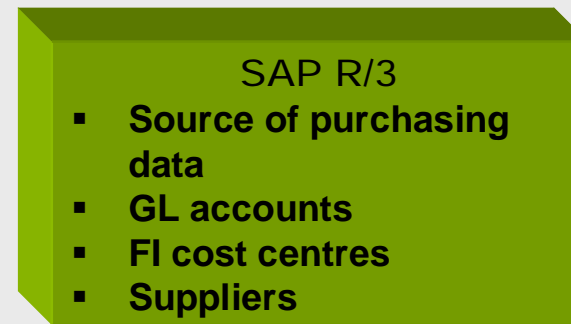 SAP R/3
▪ Source of purchasing
data
▪ GL accounts
▪ FI cost centres
▪ Suppliers